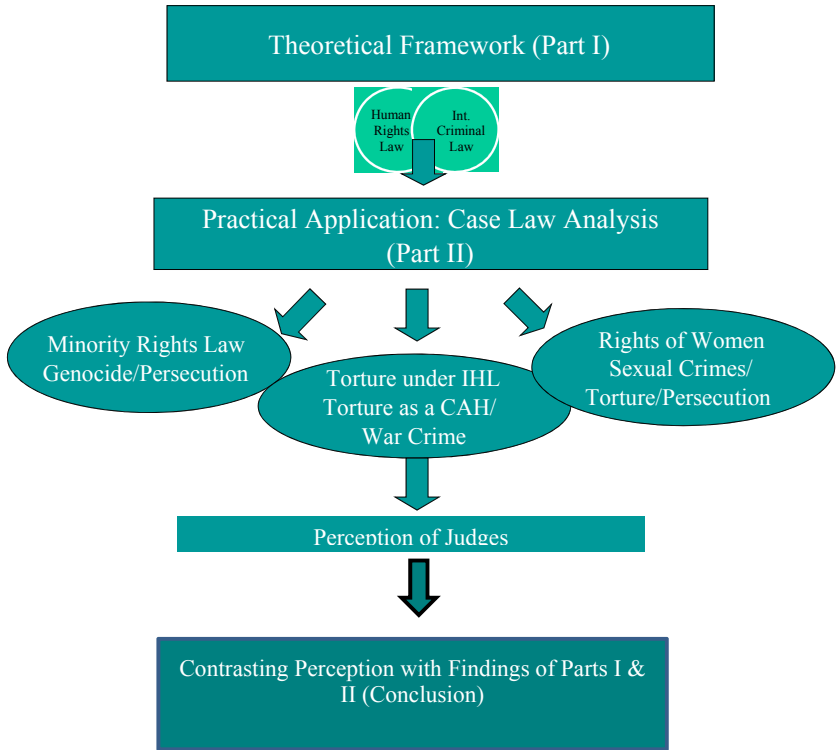 Theoretical Framework (Part I)
Human
Rights
Law
Int.
Criminal
Law
Practical Application: Case Law Analysis
(Part II)
Minority Rights Law
Genocide/Persecution
Torture under IHL
Torture as a CAH/
War Crime
Rights of Women
Sexual Crimes/
Torture/Persecution
Perception of Judges
Contrasting Perception with Findings of Parts I &
II (Conclusion)